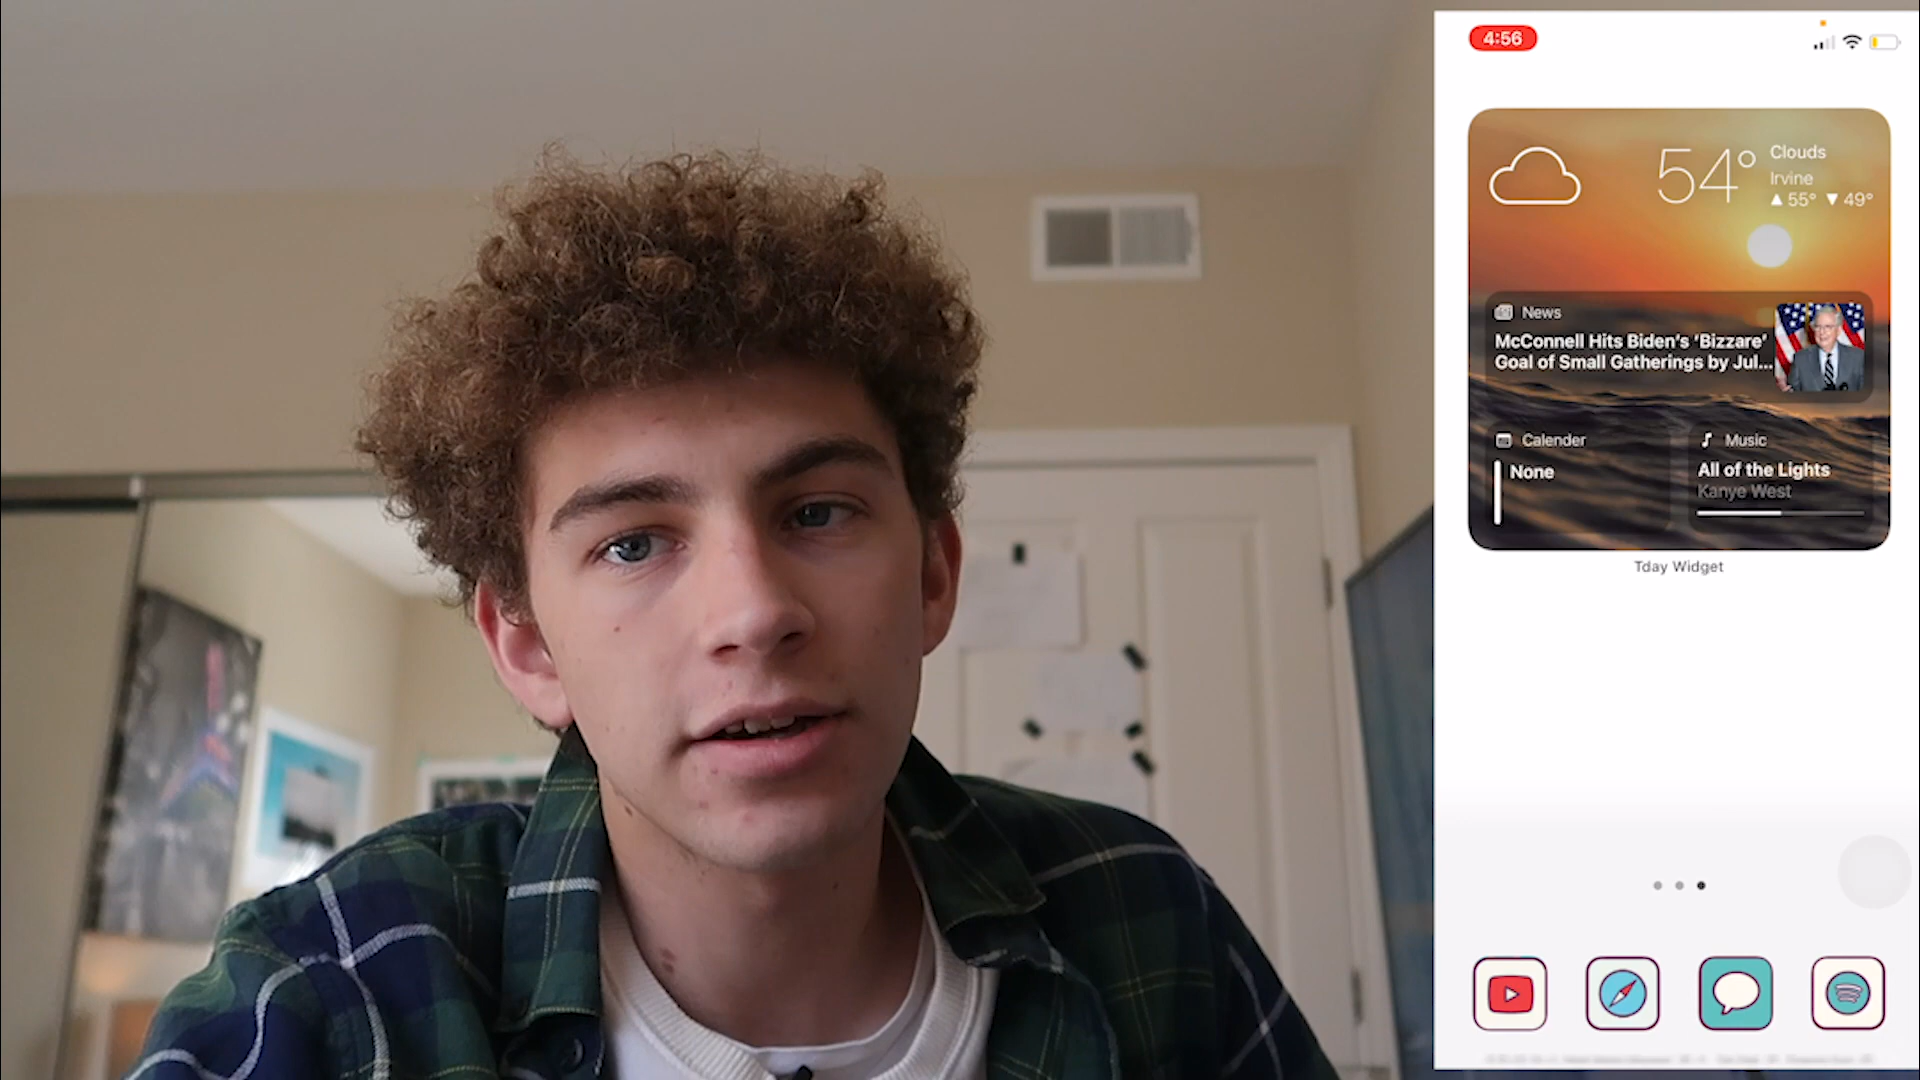 4:56
54°
Clouds
Irvine
▲ 55° ▼ 49°
News
McConnell Hits Biden's 'Bizzare'
Goal of Small Gatherings by Jul...
Calender
None
Music
All of the Lights
Kanye West
Tday Widget